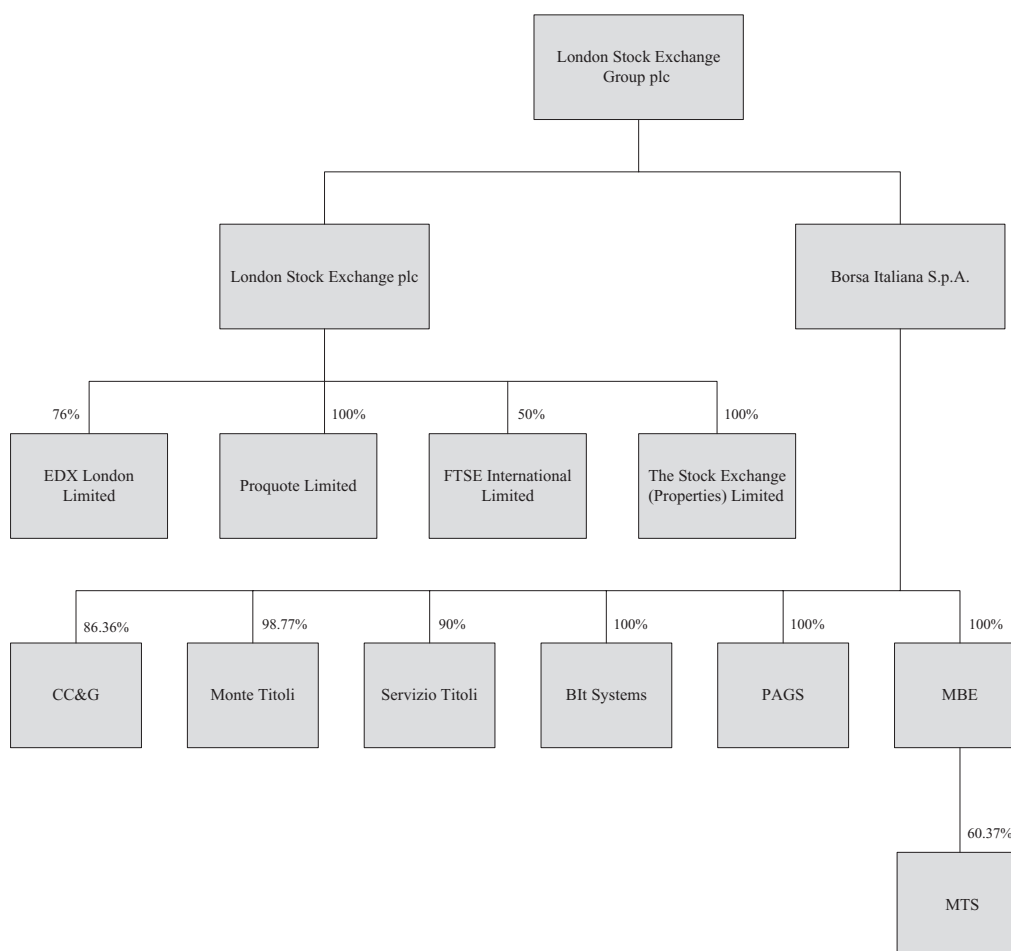 London Stock Exchange
Group plc
London Stock Exchange plc
Borsa Italiana S.p.A.
76%
100%
50%
100%
EDX London
Limited
Proquote Limited
FTSE International
Limited
The Stock Exchange
(Properties) Limited
86.36%
98.77%
90%
100%
100%
100%
CC&G
Monte Titoli
Servizio Titoli
BIt Systems
PAGS
MBE
60.37%
MTS